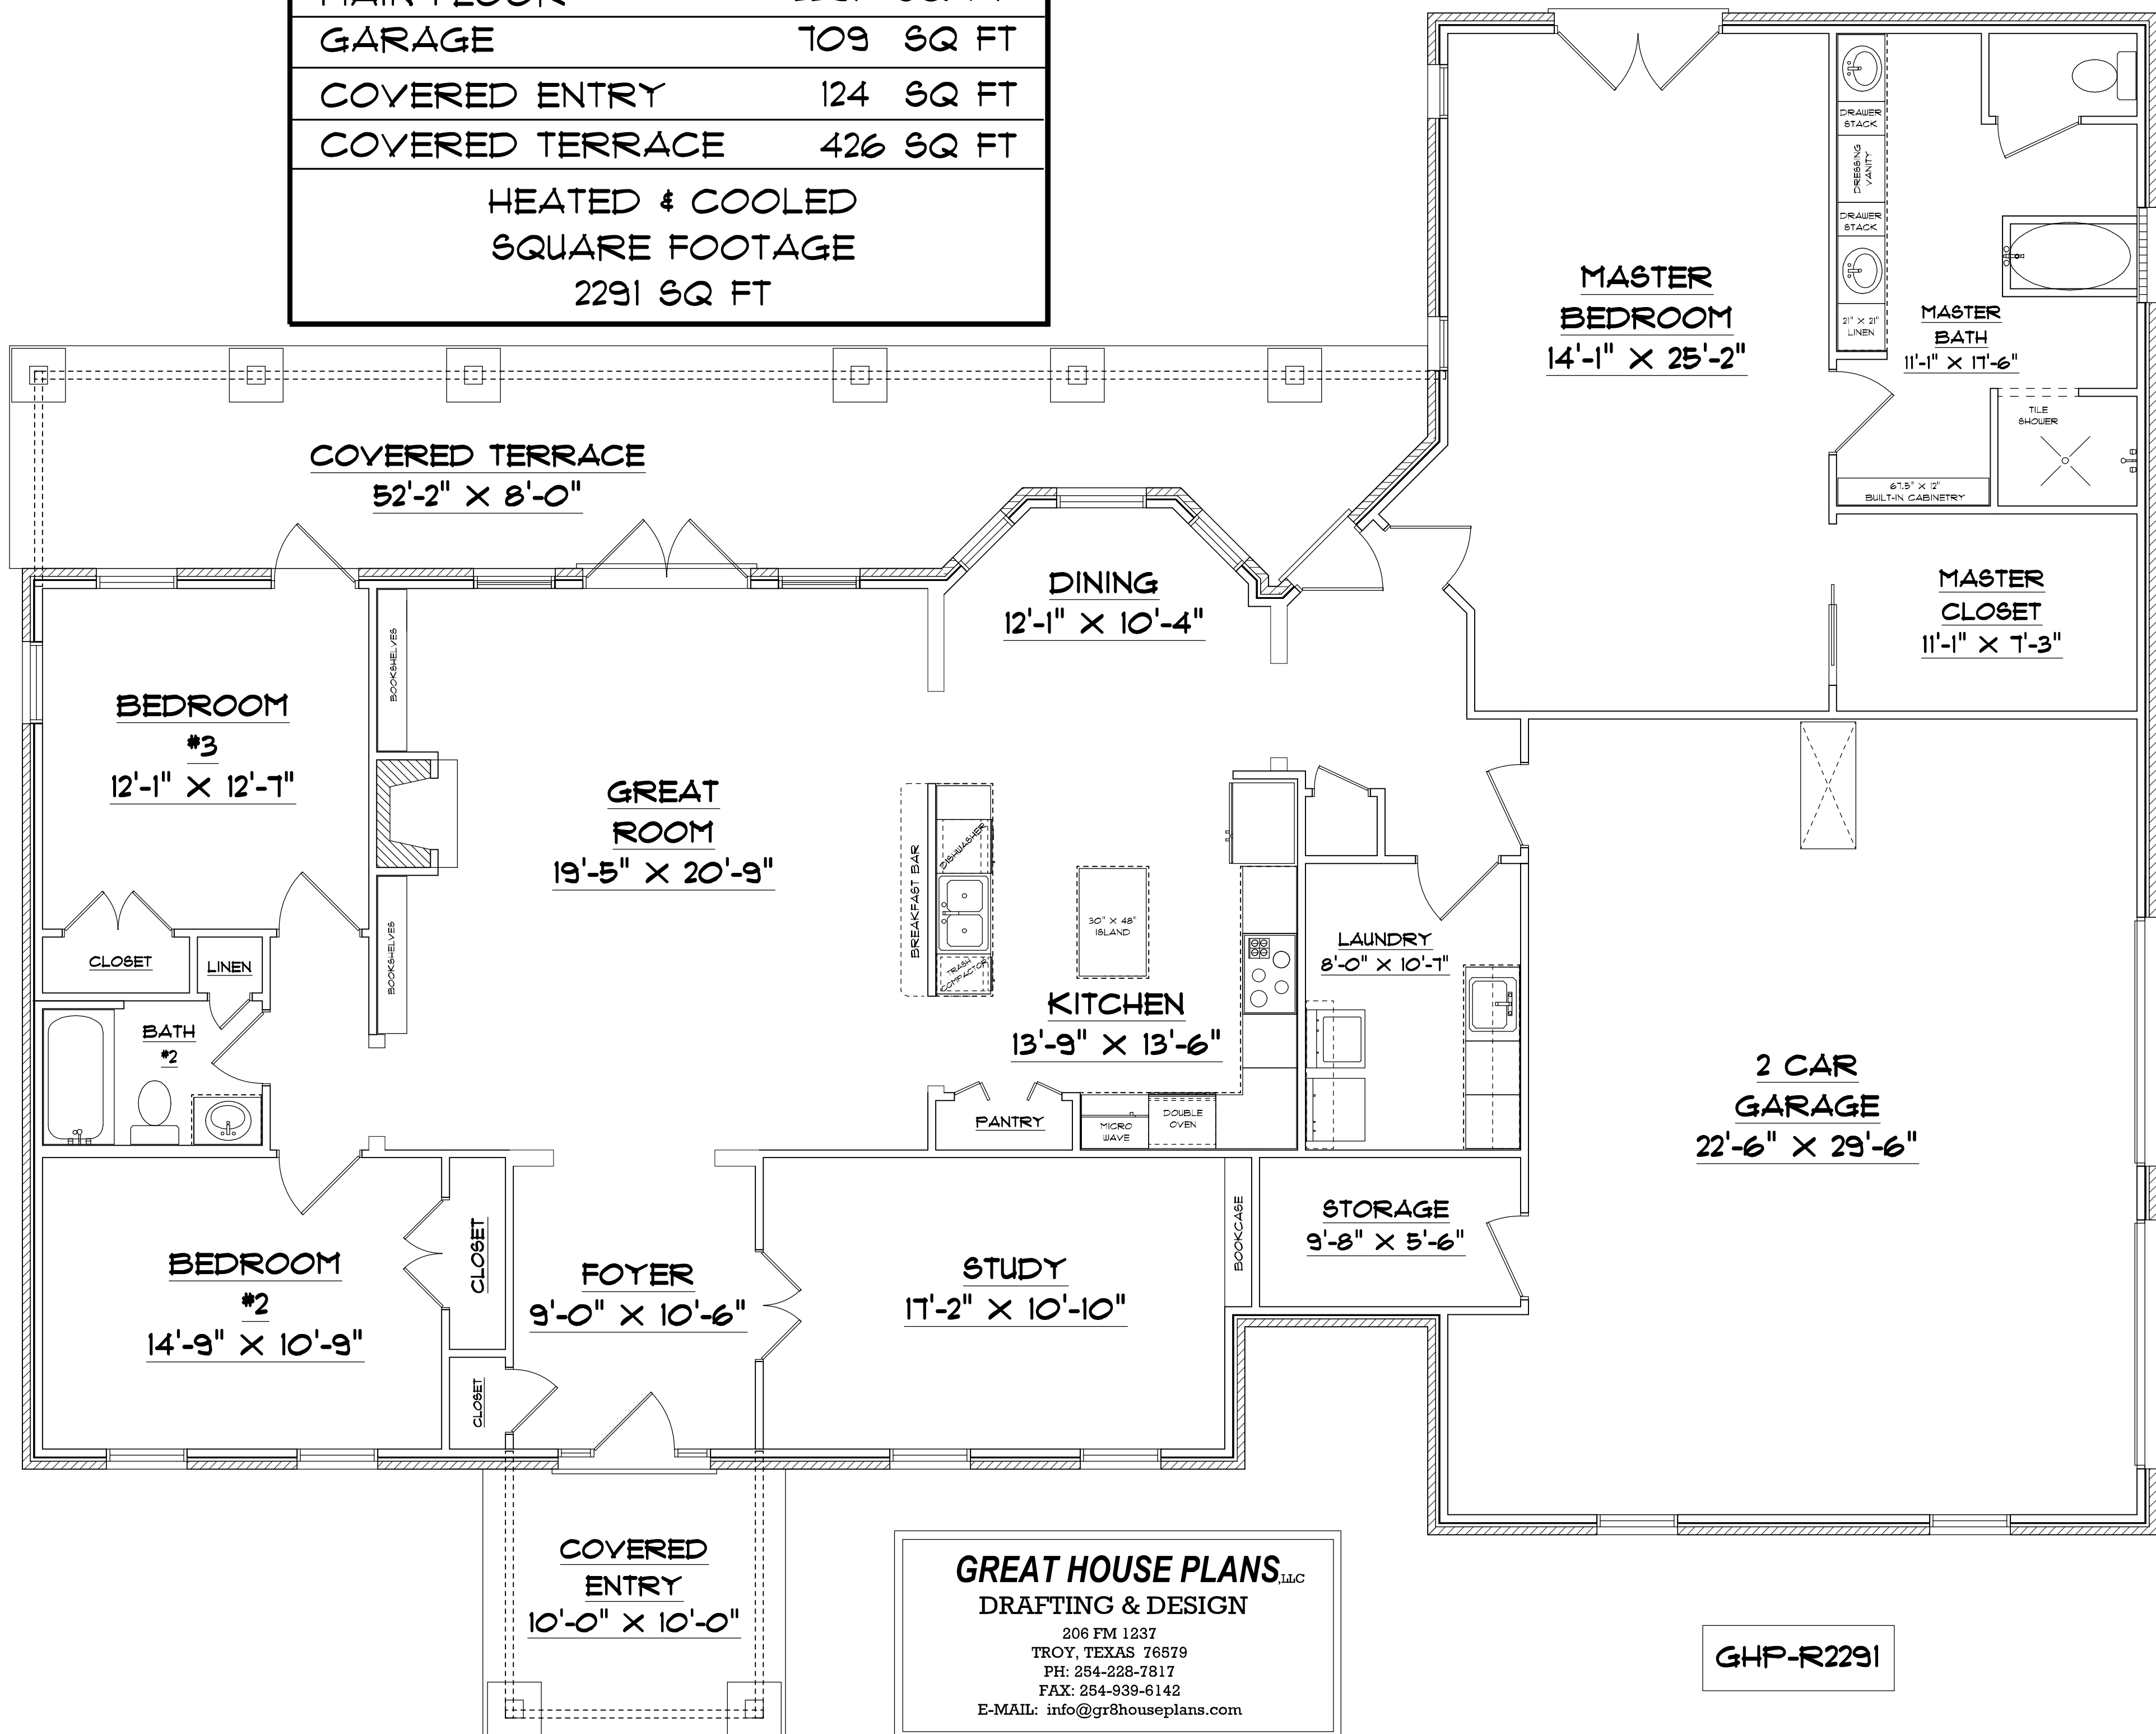 GARAGE 709 SQ FT
COVERED ENTRY 124 SQ FT
COVERED TERRACE 426 SQ FT
HEATED & COOLED
SQUARE FOOTAGE
2291 SQ FT
MAIN FLOOR
DRAWER
STACK
DRESSING
VANITY
DRAWER
STACK
21" X 21"
LINEN
MASTER
BEDROOM
14'-1" X 25'-2"
MASTER
BATH
11'-1" X 17'-6"
TILE
SHOWER
67.5" X 12"
BUILT-IN CABINETRY
COVERED TERRACE
52'-2" X 8'-0"
DINING
12'-1" X 10'-4"
MASTER
CLOSET
11'-1" X 7'-3"
BEDROOM
#3
12'-1" X 12'-7"
BOOKSHELVES
GREAT
ROOM
19'-5" X 20'-9"
BOOKSHELVES
BREAKFAST BAR
DISHWASHER
TRASH
COMPACTOR
30" X 48"
ISLAND
KITCHEN
13'-9" X 13'-6"
LAUNDRY
8'-0" X 10'-7"
CLOSET
LINEN
BATH
#2
PANTRY
MICRO
WAVE
DOUBLE
OVEN
2 CAR
GARAGE
22'-6" X 29'-6"
BEDROOM
#2
14'-9" X 10'-9"
CLOSET
CLOSET
FOYER
9'-0" X 10'-6"
STUDY
17'-2" X 10'-10"
BOOKCASE
STORAGE
9'-8" X 5'-6"
COVERED
ENTRY
10'-0" X 10'-0"
GREAT HOUSE PLANS,LLC
DRAFTING & DESIGN
206 FM 1237
TROY, TEXAS 76579
PH: 254-228-7817
FAX: 254-939-6142
E-MAIL: info@gr8houseplans.com
GHP-R2291